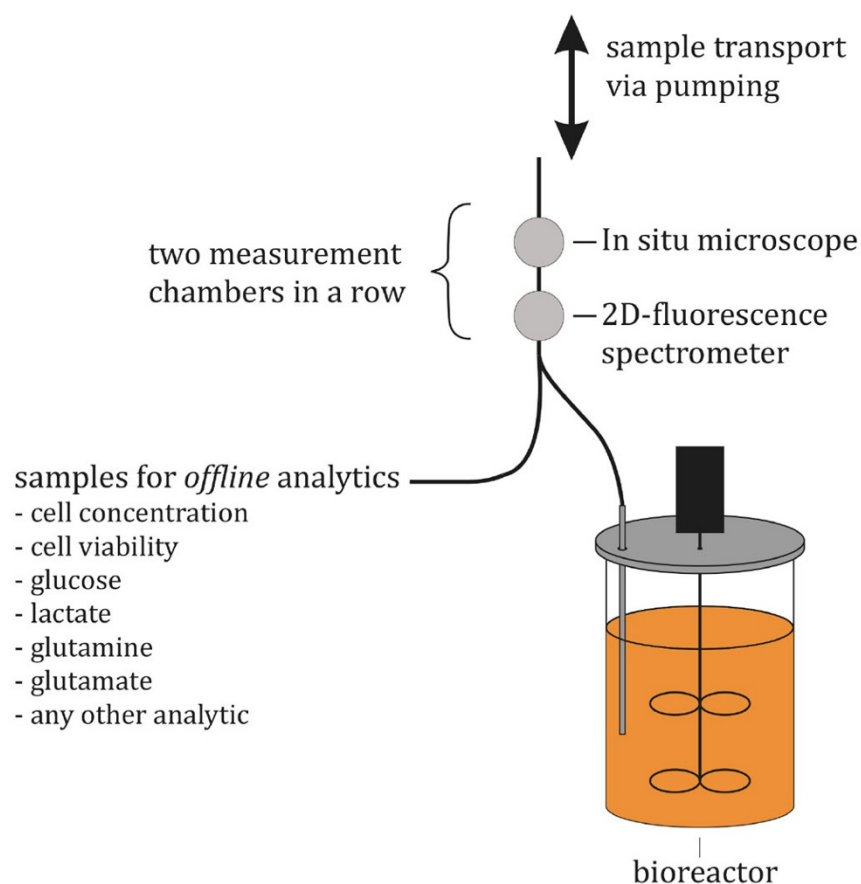 sample transport
via pumping
two measurement
chambers in a row
In situ microscope
2D-fluorescence
spectrometer
samples for offline analytics
- cell concentration
- cell viability
- glucose
- lactate
- glutamine
- glutamate
- any other analytic
bioreactor